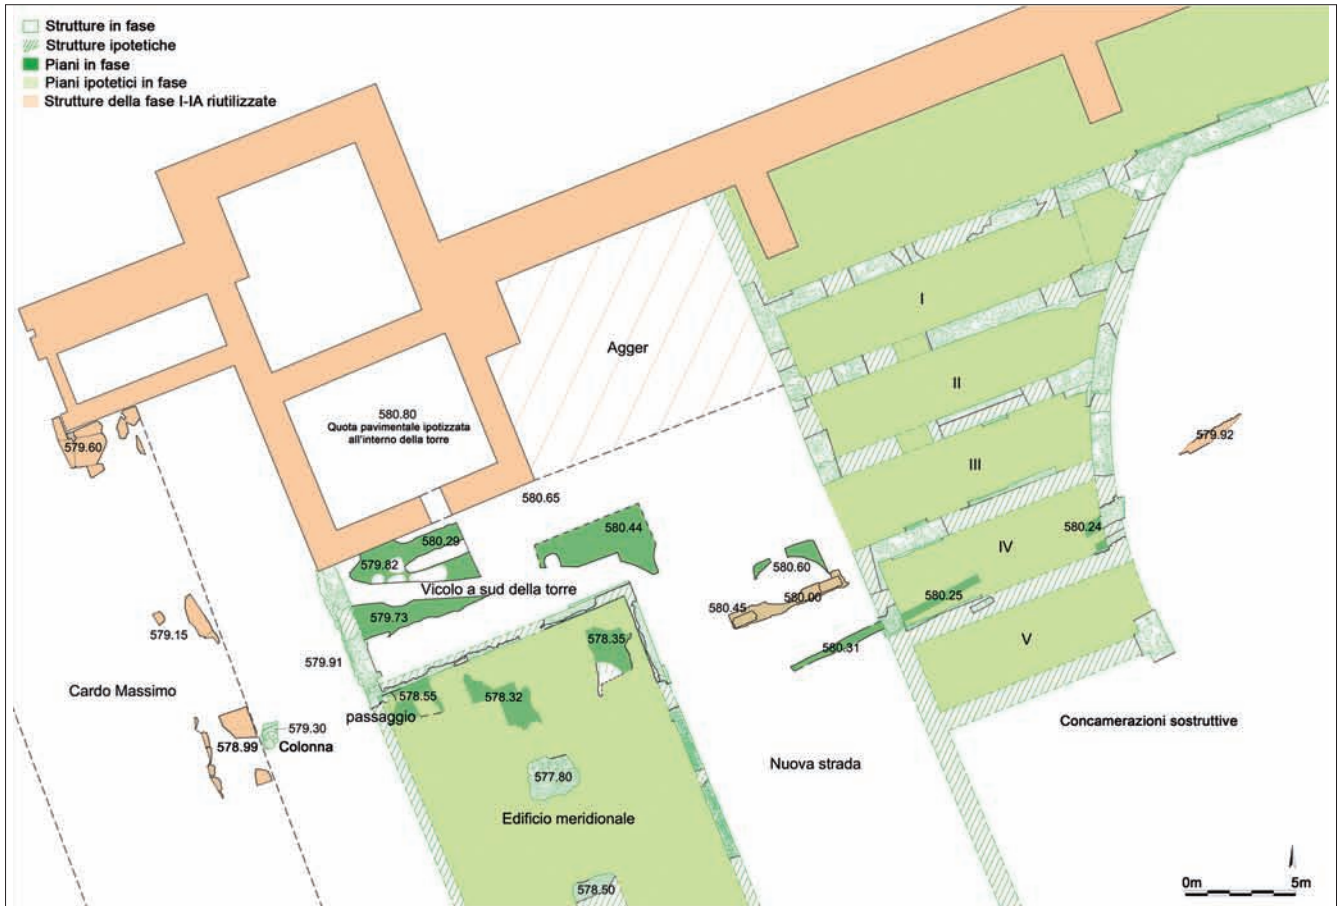 Strutture in fase
Strutture ipotetiche
Piani in fase
Piani ipotetici in fase
Strutture della fase I-IA riutilizzate
I
Agger
II
580.80
Quota pavimentale ipotizzata
all'interno della torre
579.60
579.92
III
580.65
580.44
580.24
580.29
IV
579.82
580.60
Vicolo a sud della torre
580.25
580.00
580.45
579.73
579.15
578.35
V
580.31
579.91
Cardo Massimo
578.55
578.32
passaggio
Concamerazioni sostruttive
579.30
578.99
Colonna
Nuova strada
577.80
Edificio meridionale
578.50
0m
5m